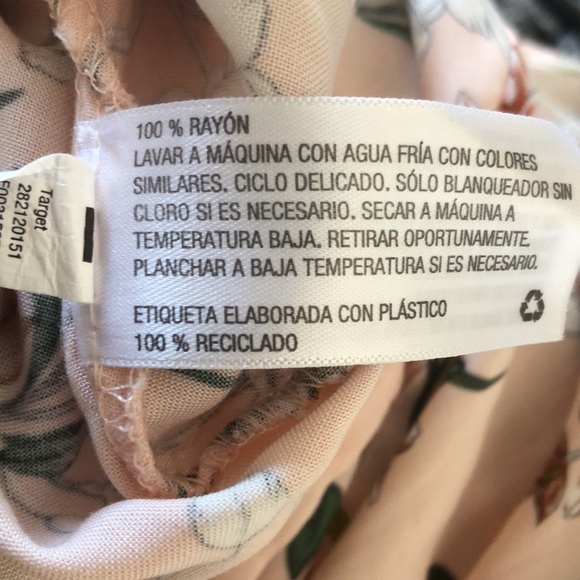 100 % RAYÓN
LAVAR A MÁQUINA CON AGUA FRÍA CON COLORES
SIMILARES. CICLO DELICADO. SÓLO BLANQUEADOR SIN
CLORO SI ES NECESARIO. SECAR A MÁQUINA A
TEMPERATURA BAJA. RETIRAR OPORTUNAMENTE.
PLANCHAR A BAJA TEMPERATURA SI ES NECESARIO.
ETIQUETA ELABORADA CON PLÁSTICO
100 % RECICLADO
Target
282120151